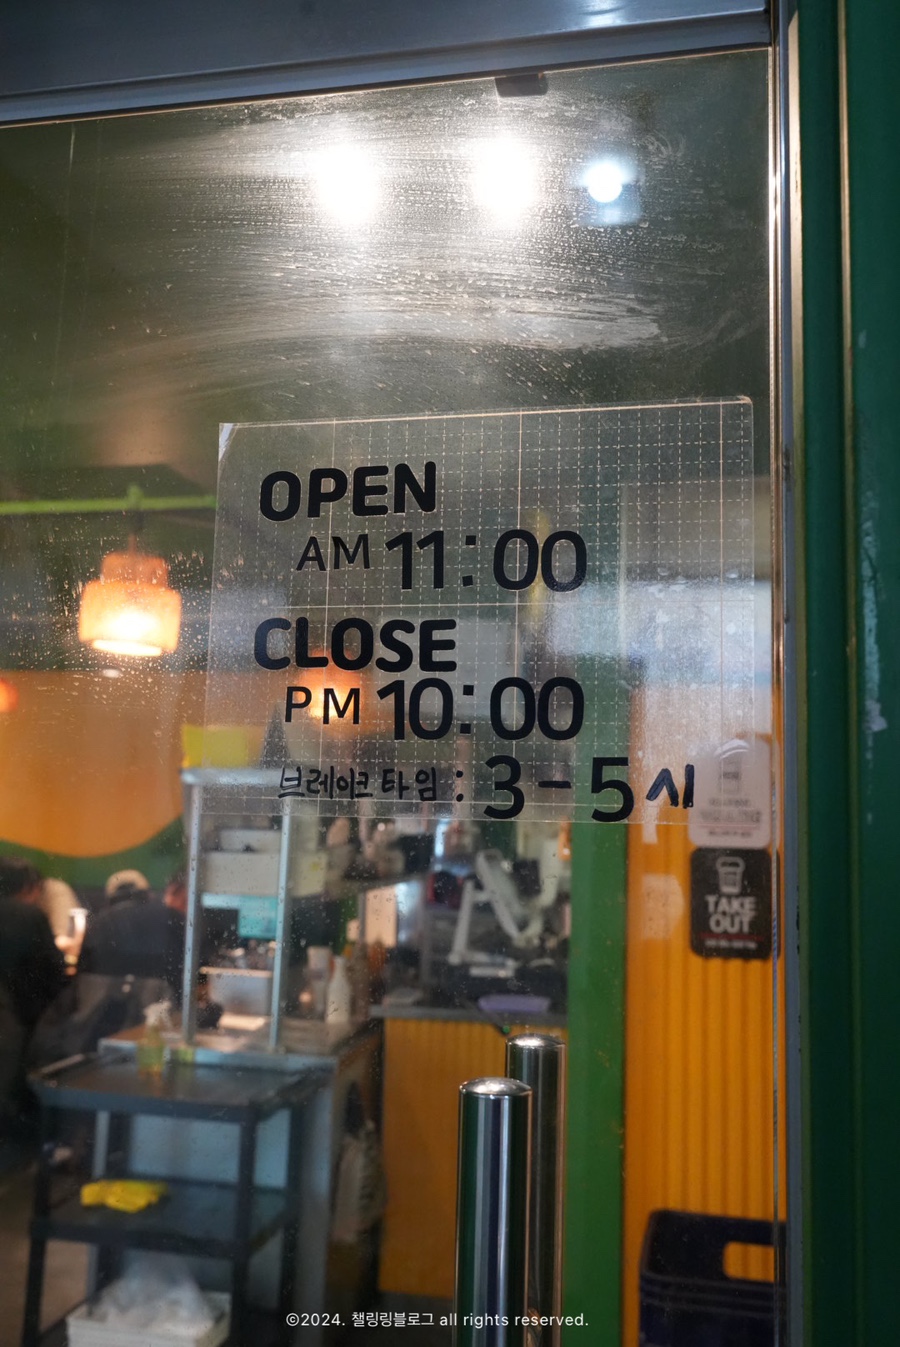 OPEN
AM 11:00
CLOSE
PM 10:00
브레이크 타임 : 3-5시
TAKE
OUT
©2024. 챌링링블로그 all rights reserved.